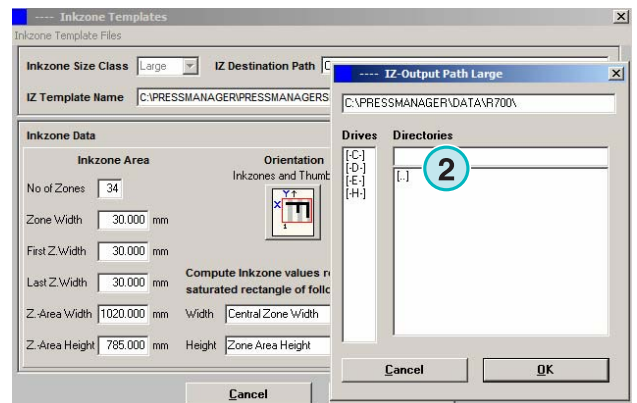 ---- Inkzone Templates
Inkzone Template Files
Inkzone Size Class Large IZ Destination Path C
IZ Template Name C:\PRESSMANAGER\PRESSMANAGERS
Inkzone Data
Inkzone Area
No of Zones 34
Zone Width 30.000 mm
First Z.Width 30.000 mm
Last Z.Width 30.000 mm
Z.-Area Width 1020.000 mm
Z.-Area Height 785.000 mm
Orientation
Inkzones and Thumb
Y
X
1
Compute Inkzone values r
saturated rectangle of follo
Width Central Zone Width
Height Zone Area Height
Cancel
---- IZ-Output Path Large
C:\PRESSMANAGER\DATA\R700\
Drives Directories
[-C-]
[-D-]
[-E-]
[-H-]
[..]
2
Cancel OK